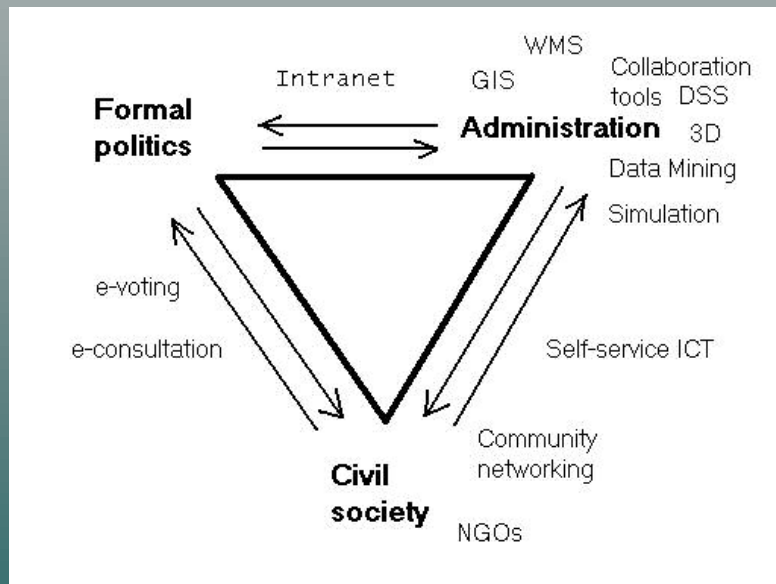 WMS
Intranet
GIS
Collaboration
tools
DSS
Formal
politics
Administration
3D
Data Mining
Simulation
e-voting
e-consultation
Self-service ICT
Community
networking
Civil
society
NGOs